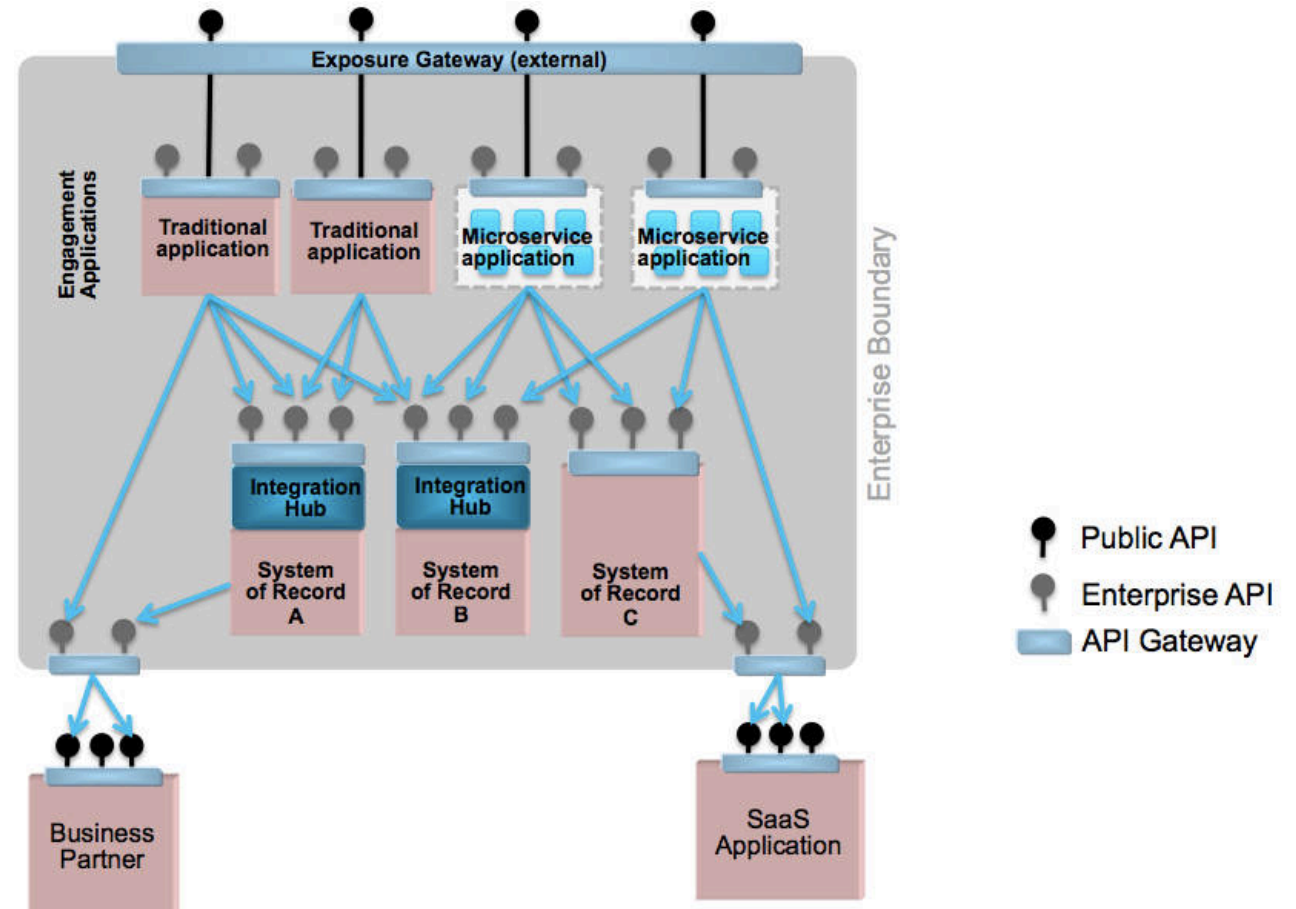 Exposure Gateway (external)
Engagement
Applications
Traditional
application
Traditional
application
Microservice
application
Microservice
application
Enterprise Boundary
Integration
Hub
Integration
Hub
System
of Record
A
System
of Record
B
System
of Record
C
Public API
Enterprise API
API Gateway
Business
Partner
SaaS
Application